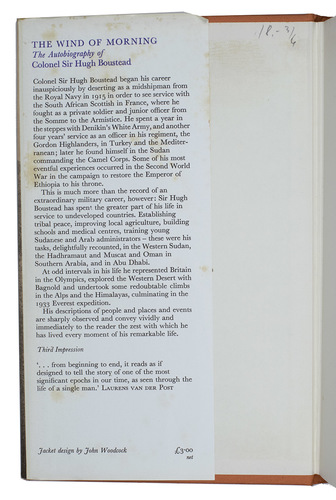 18.-3/4
THE WIND OF MORNING
The Autobiography of
Colonel Sir Hugh Boustead
Colonel Sir Hugh Boustead began his career
inauspiciously by deserting as a midshipman from
the Royal Navy in 1915 in order to see service with
the South African Scottish in France, where he
fought as a private soldier and junior officer from
the Somme to the Armistice. He spent a year in
the steppes with Denikin's White Army, and another
four years' service as an officer in his regiment, the
Gordon Highlanders, in Turkey and the Mediter-
ranean; later he found himself in the Sudan
commanding the Camel Corps. Some of his most
eventful experiences occurred in the Second World
War in the campaign to restore the Emperor of
Ethiopia to his throne.
This is much more than the record of an
extraordinary military career, however: Sir Hugh
Boustead has spent the greater part of his life in
service to undeveloped countries. Establishing
tribal peace, improving local agriculture, building
schools and medical centres, training young
Sudanese and Arab administrators – these were his
tasks, delightfully recounted, in the Western Sudan,
the Hadhramaut and Muscat and Oman in
Southern Arabia, and in Abu Dhabi.
At odd intervals in his life he represented Britain
in the Olympics, explored the Western Desert with
Bagnold and undertook some redoubtable climbs
in the Alps and the Himalayas, culminating in the
1933 Everest expedition.
His descriptions of people and places and events
are sharply observed and convey vividly and
immediately to the reader the zest with which he
has lived every moment of his remarkable life.
Third Impression
'. . . from beginning to end, it reads as if
designed to tell the story of one of the most
significant epochs in our time, as seen through the
life of a single man.' LAURENS VAN DER POST
Jacket design by John Woodcock
£3·00
net